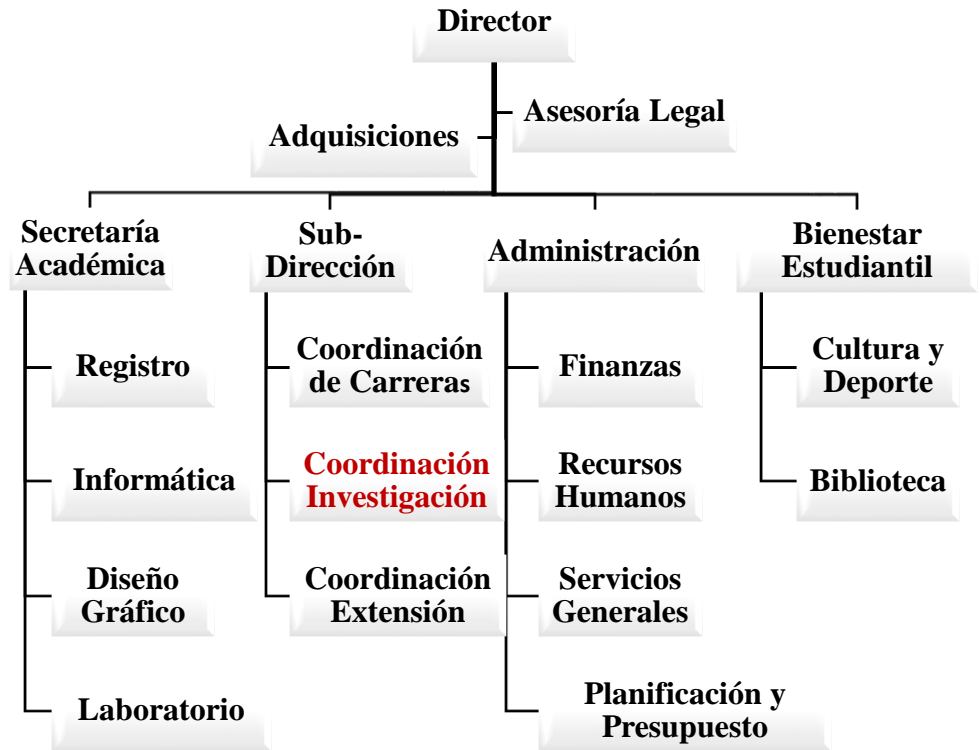 Director
Asesoría Legal
Adquisiciones
Secretaría
Académica
Sub-
Dirección
Administración
Bienestar
Estudiantil
Registro
Informática
Diseño
Gráfico
Laboratorio
Coordinación
de Carreras
Coordinación
Investigación
Coordinación
Extensión
Finanzas
Recursos
Humanos
Servicios
Generales
Planificación y
Presupuesto
Cultura y
Deporte
Biblioteca